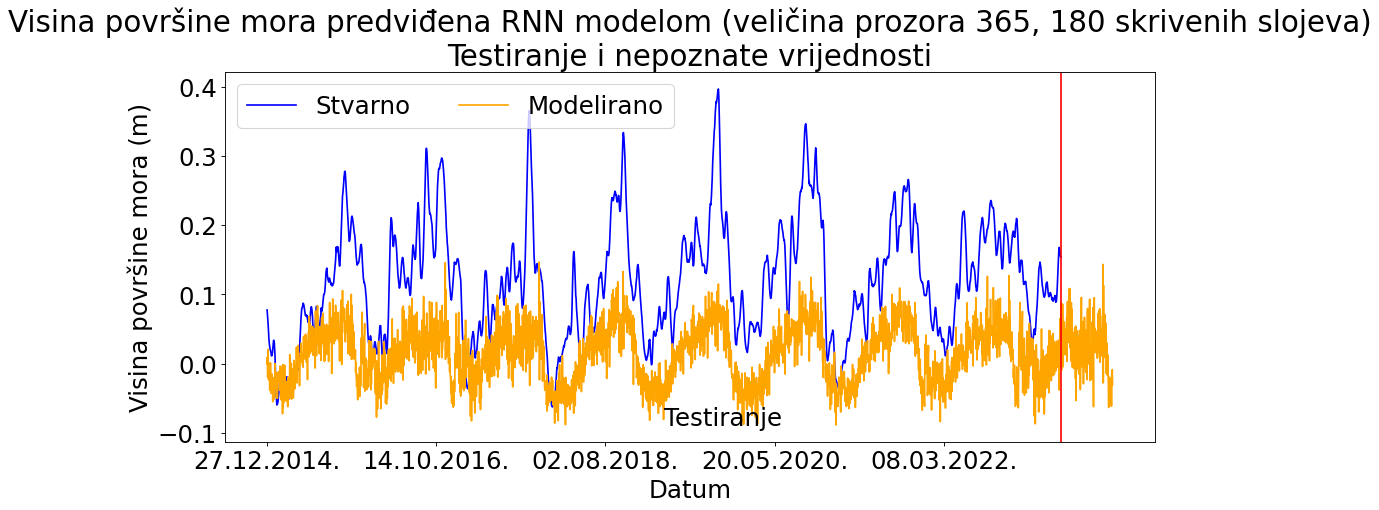 Visina površine mora predviđena RNN modelom (veličina prozora 365, 180 skrivenih slojeva)
Testiranje i nepoznate vrijednosti
Stvarno Modelirano
Visina površine mora (m)
0.4
0.3
0.2
0.1
0.0
−0.1
Testiranje
27.12.2014. 14.10.2016. 02.08.2018. 20.05.2020. 08.03.2022.
Datum